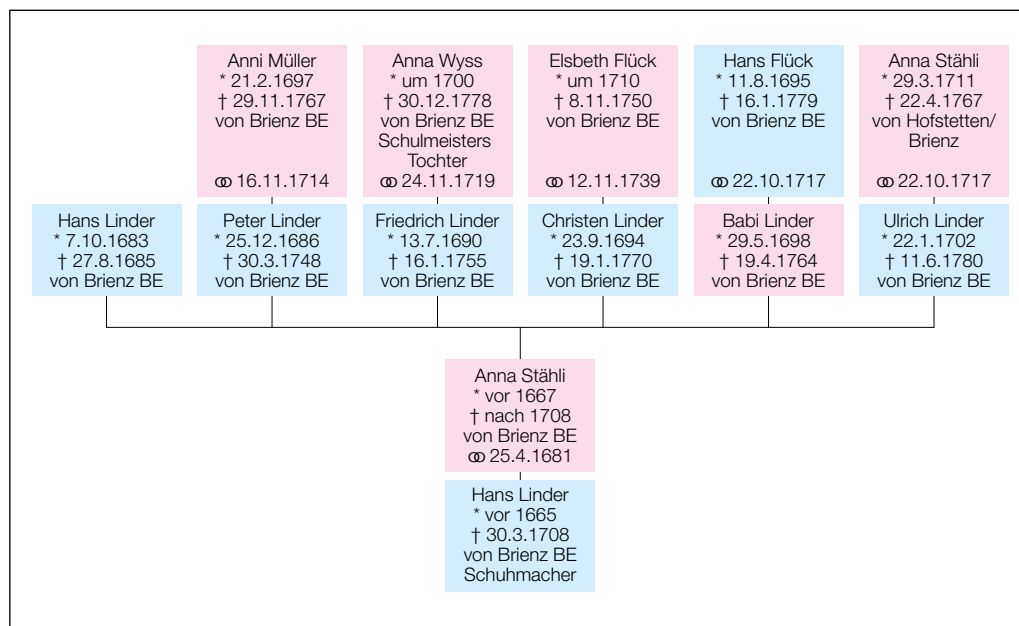 Anni Müller
* 21.2.1697
† 29.11.1767
von Brienz BE
⚭ 16.11.1714
Anna Wyss
* um 1700
† 30.12.1778
von Brienz BE
Schulmeisters
Tochter
⚭ 24.11.1719
Elsbeth Flück
* um 1710
† 8.11.1750
von Brienz BE
⚭ 12.11.1739
Hans Flück
* 11.8.1695
† 16.1.1779
von Brienz BE
⚭ 22.10.1717
Anna Stähli
* 29.3.1711
† 22.4.1767
von Hofstetten/
Brienz
⚭ 22.10.1717
Hans Linder
* 7.10.1683
† 27.8.1685
von Brienz BE
Peter Linder
* 25.12.1686
† 30.3.1748
von Brienz BE
Friedrich Linder
* 13.7.1690
† 16.1.1755
von Brienz BE
Christen Linder
* 23.9.1694
† 19.1.1770
von Brienz BE
Babi Linder
* 29.5.1698
† 19.4.1764
von Brienz BE
Ulrich Linder
* 22.1.1702
† 11.6.1780
von Brienz BE
Anna Stähli
* vor 1667
† nach 1708
von Brienz BE
⚭ 25.4.1681
Hans Linder
* vor 1665
† 30.3.1708
von Brienz BE
Schuhmacher